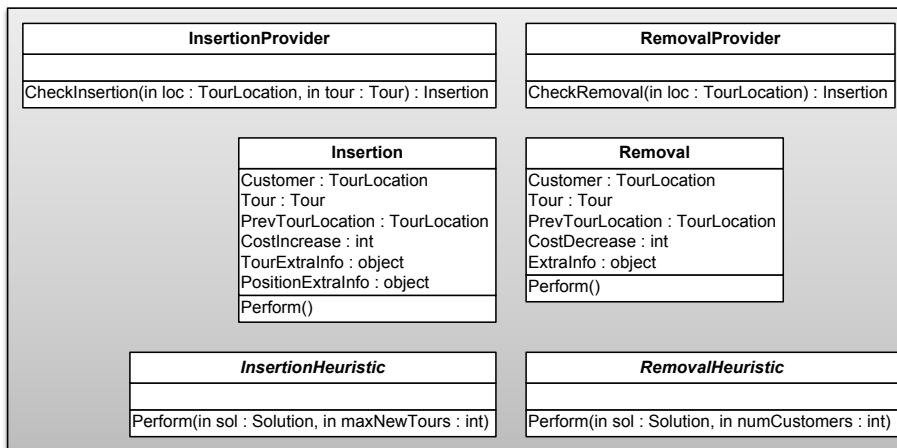 InsertionProvider
CheckInsertion(in loc : TourLocation, in tour : Tour) : Insertion
RemovalProvider
CheckRemoval(in loc : TourLocation) : Insertion
Insertion
Customer : TourLocation
Tour : Tour
PrevTourLocation : TourLocation
CostIncrease : int
TourExtraInfo : object
PositionExtraInfo : object
Perform()
Removal
Customer : TourLocation
Tour : Tour
PrevTourLocation : TourLocation
CostDecrease : int
ExtraInfo : object
Perform()
InsertionHeuristic
Perform(in sol : Solution, in maxNewTours : int)
RemovalHeuristic
Perform(in sol : Solution, in numCustomers : int)